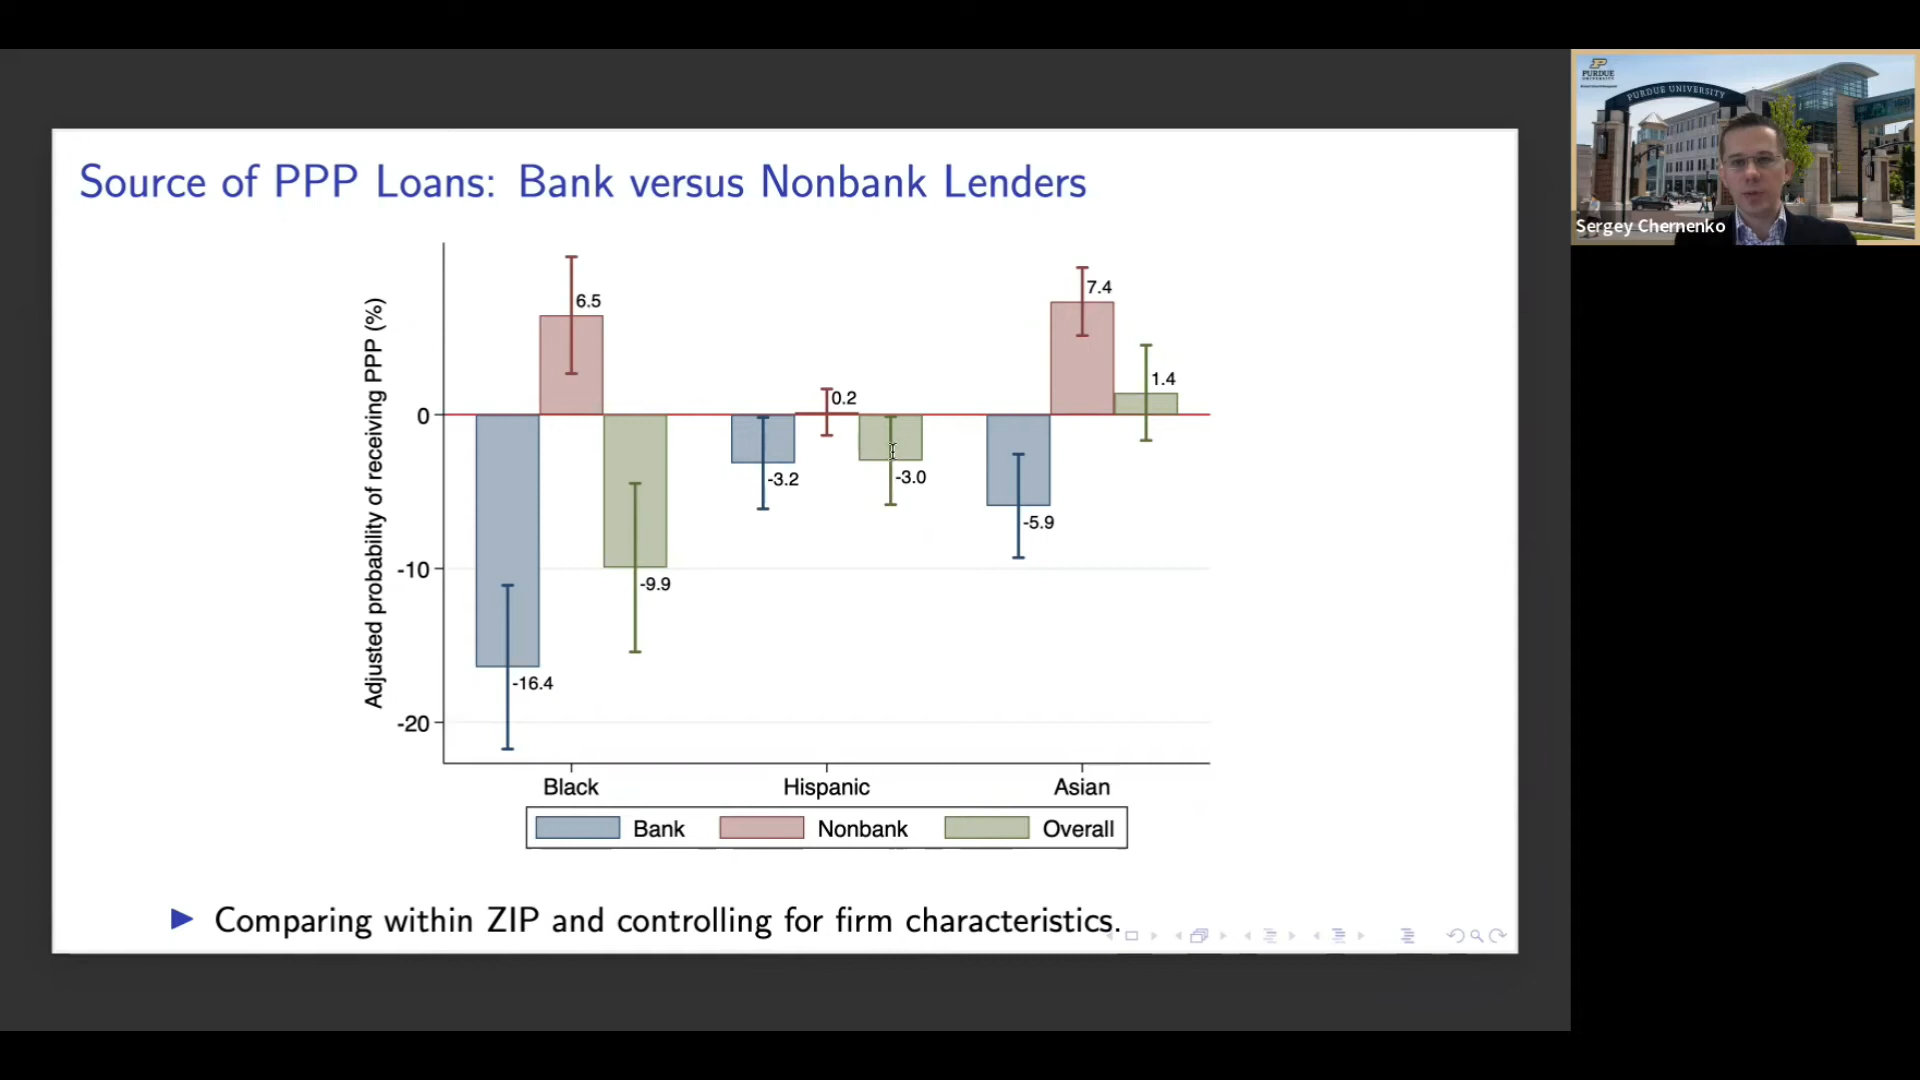 Source of PPP Loans: Bank versus Nonbank Lenders
Adjusted probability of receiving PPP (%)
0
-10
-20
6.5
-16.4
-9.9
0.2
-3.2
-3.0
7.4
1.4
-5.9
Black
Hispanic
Asian
Bank
Nonbank
Overall
Comparing within ZIP and controlling for firm characteristics.
P
PURDUE
UNIVERSITY
PURDUE UNIVERSITY
Sergey Chernenko